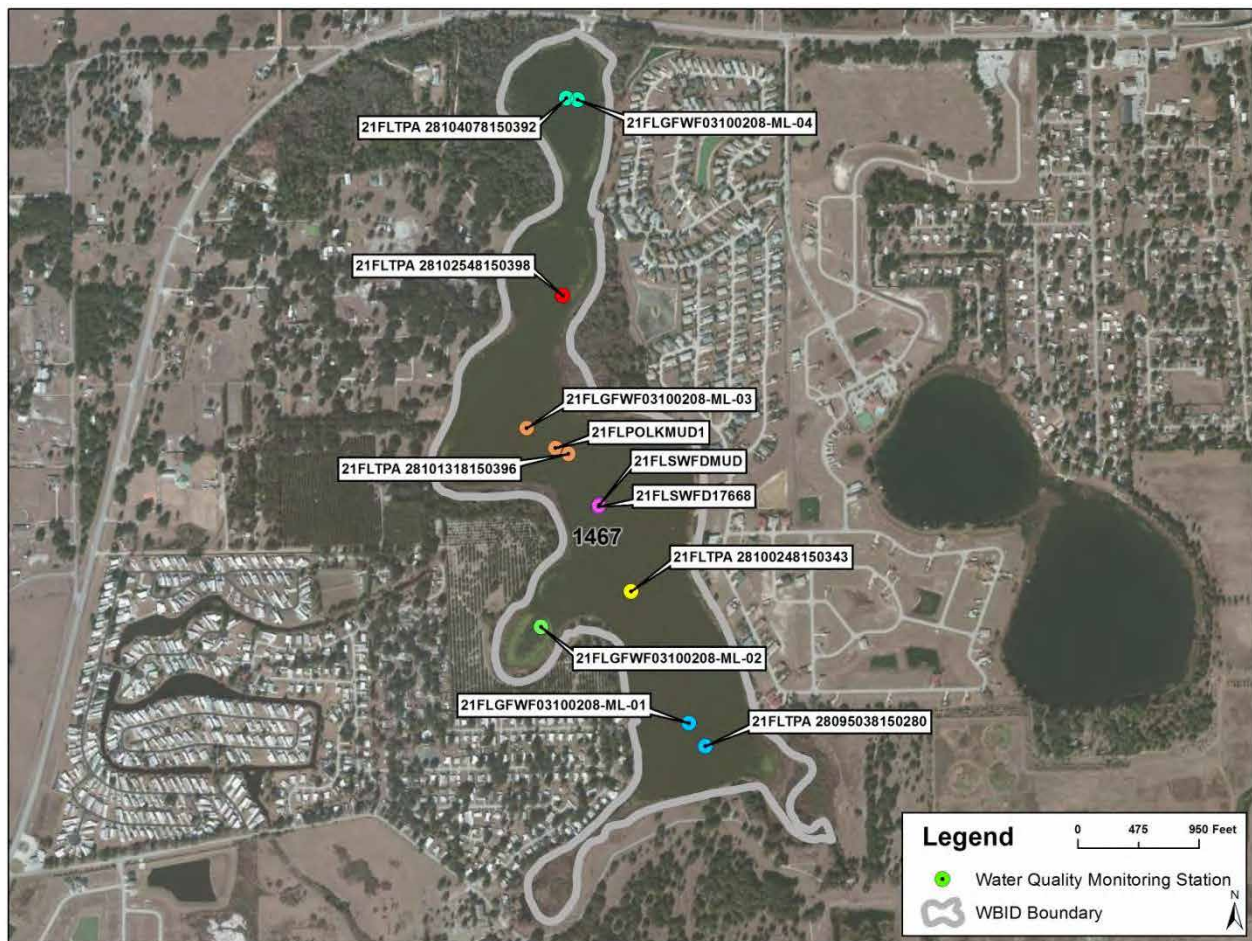 21FLTPA 28104078150392
21FLGFWF03100208-ML-04
21FLTPA 28102548150398
21FLGFWF03100208-ML-03
21FLPOLKMUD1
21FLTPA 28101318150396
21FLSWFDMUD
21FLSWFD17668
1467
21FLTPA 28100248150343
21FLGFWF03100208-ML-02
21FLGFWF03100208-ML-01
21FLTPA 28095038150280
Legend
0 475 950 Feet
Water Quality Monitoring Station
WBID Boundary
N